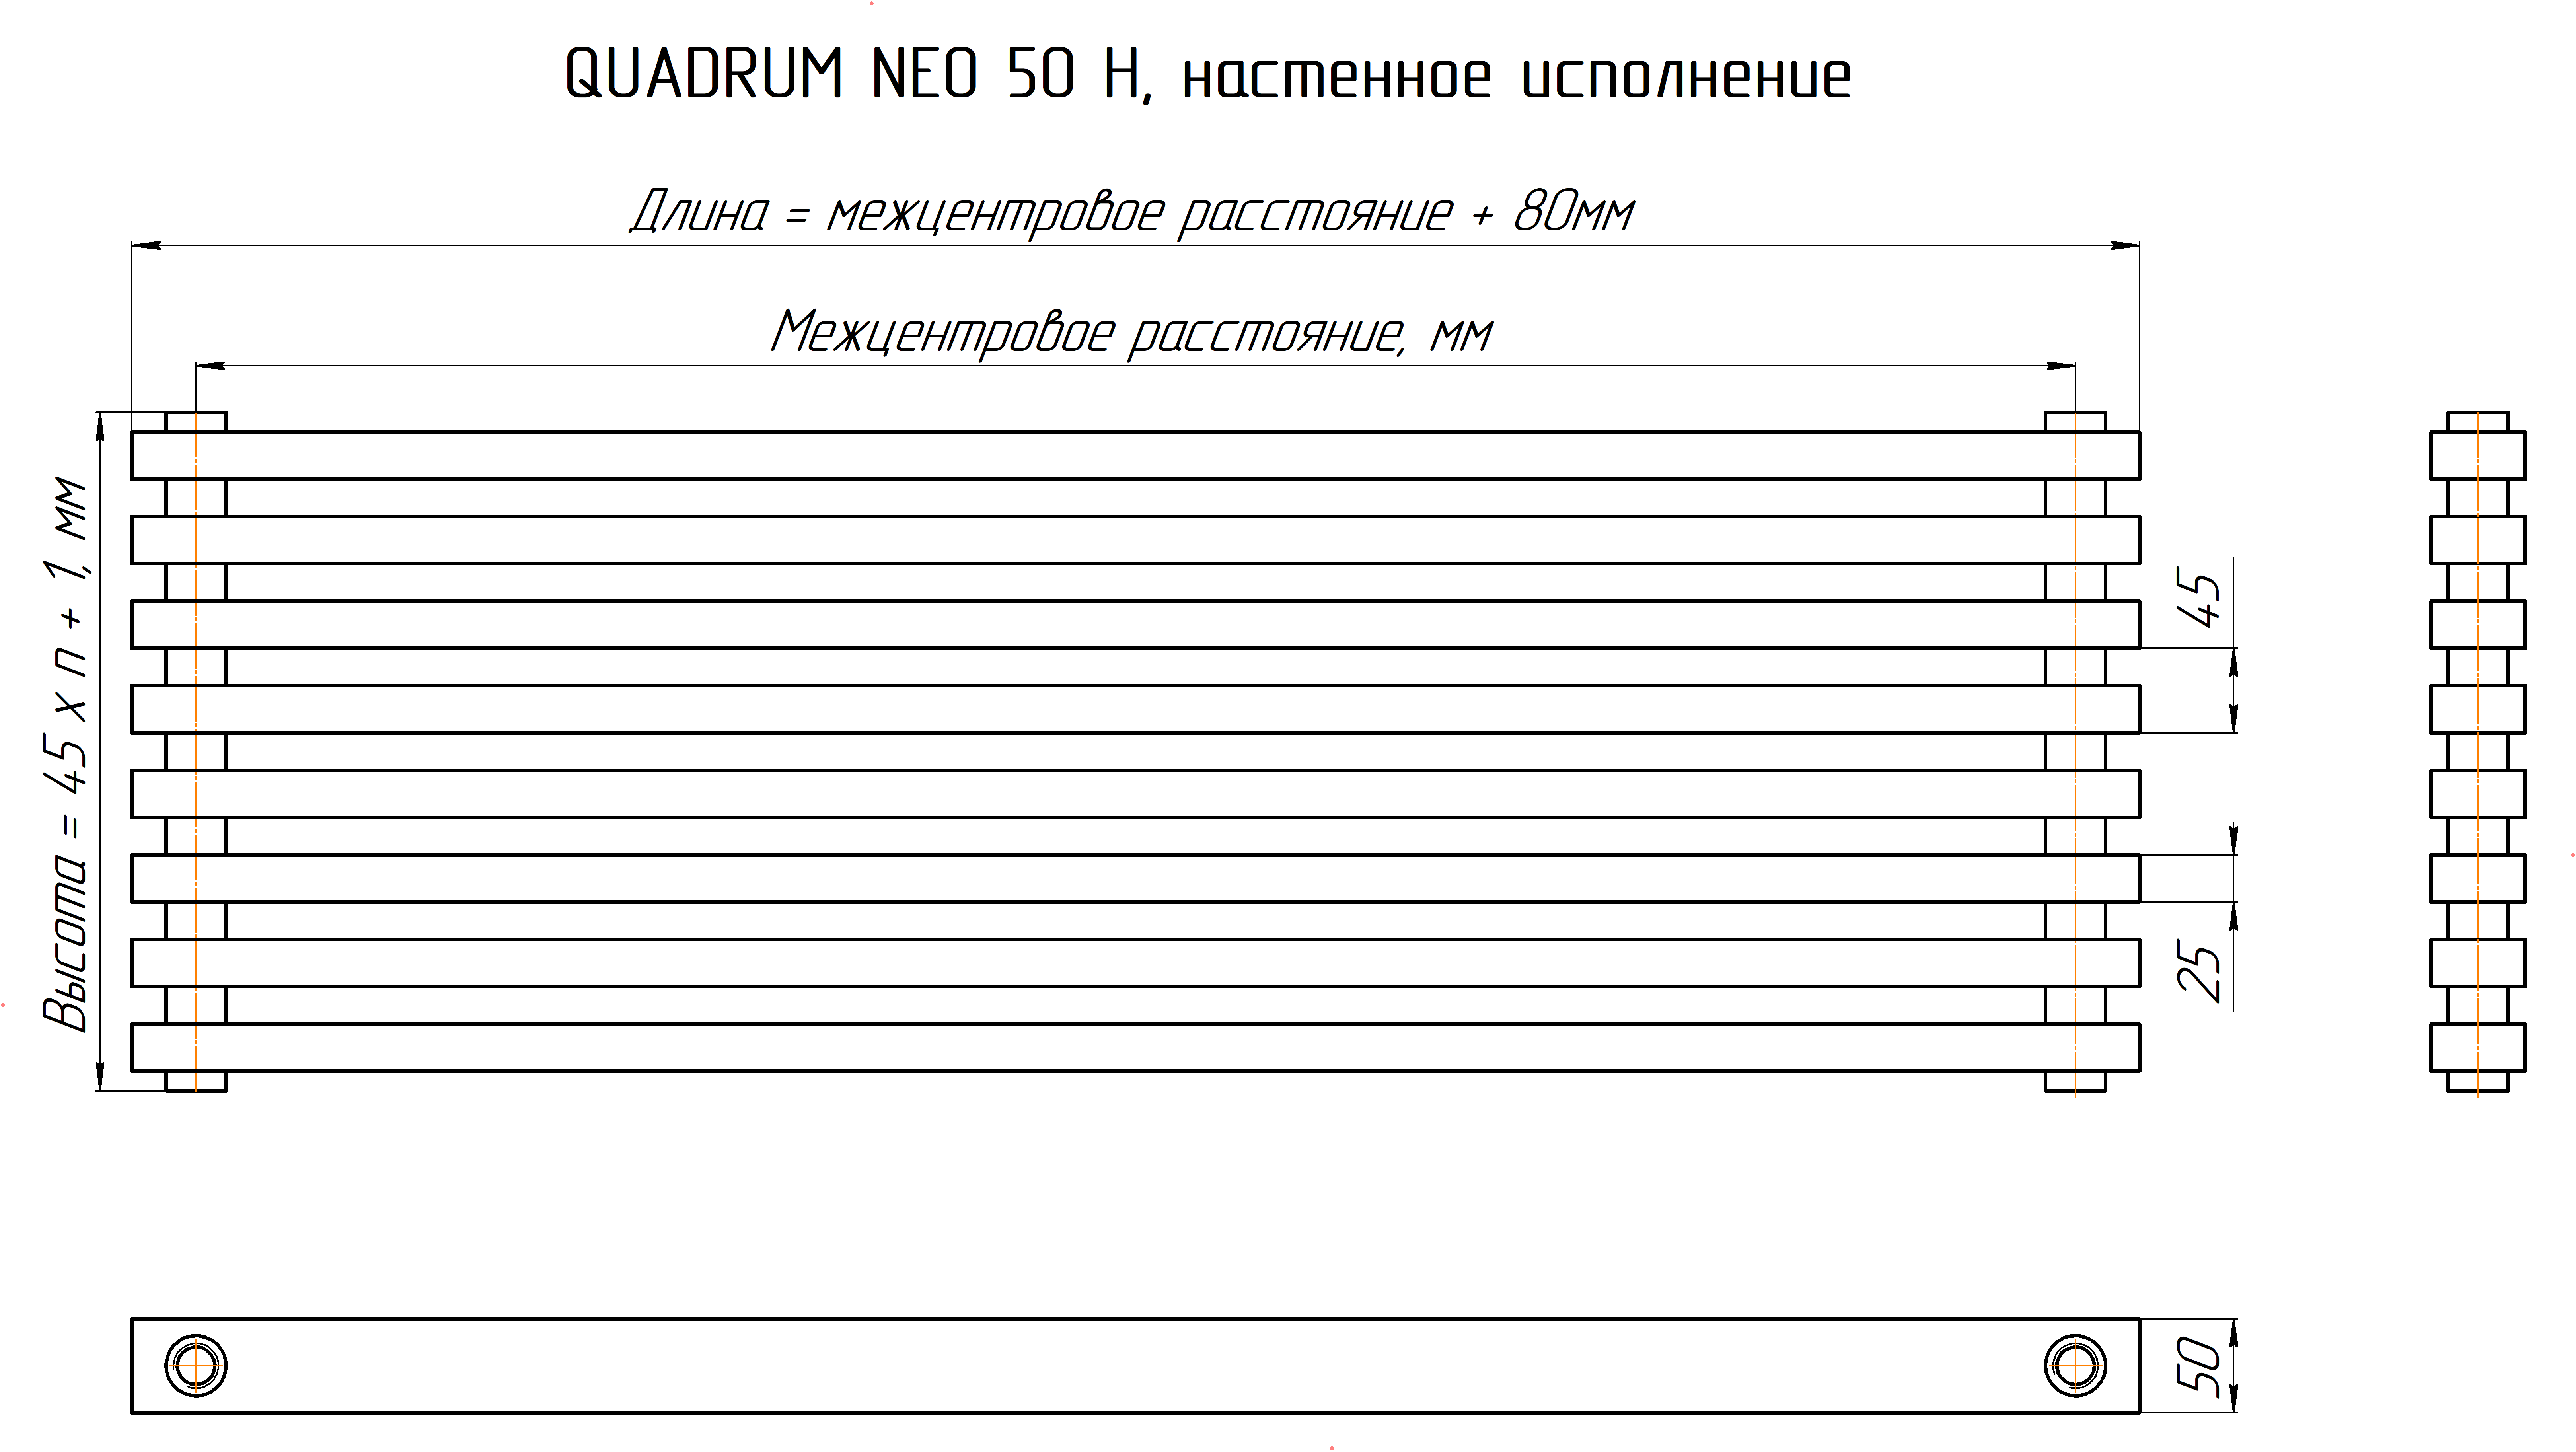 QUADRUM NEO 50 H, настенное исполнение
Длина = межцентровое расстояние + 80мм
Межцентровое расстояние, мм
Высота = 45 x n + 1, мм
45
25
50